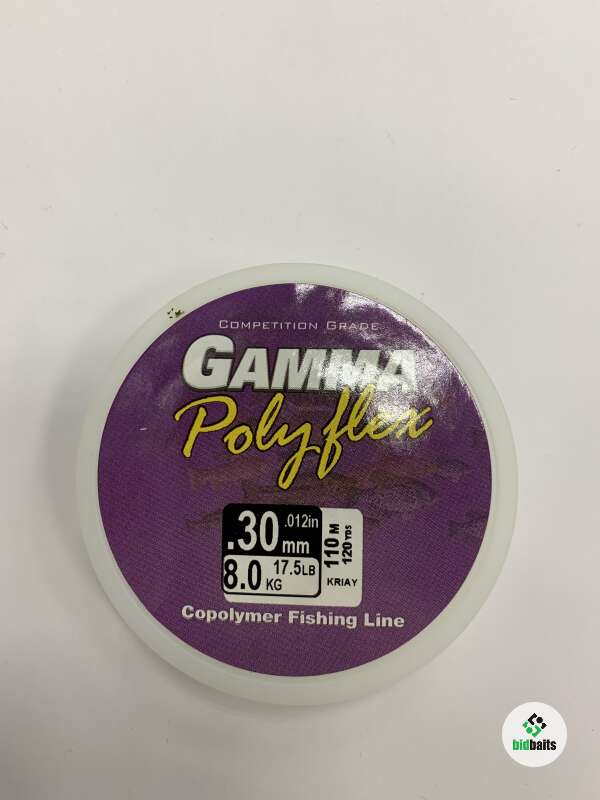 COMPETITION GRADE
GAMMA
Polyflex
.30 mm .012in
8.0 KG 17.5LB
110 M
120 YDS
KRIAY
Copolymer Fishing Line
bidbaits